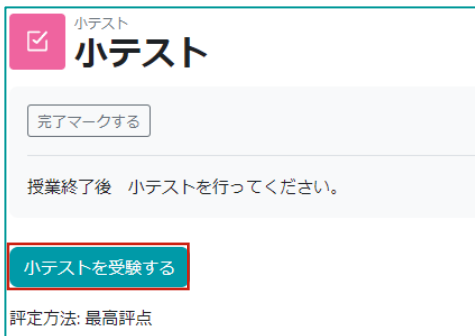 小テスト
小テスト
完了マークする
授業終了後　小テストを行ってください。
小テストを受験する
評定方法: 最高評点